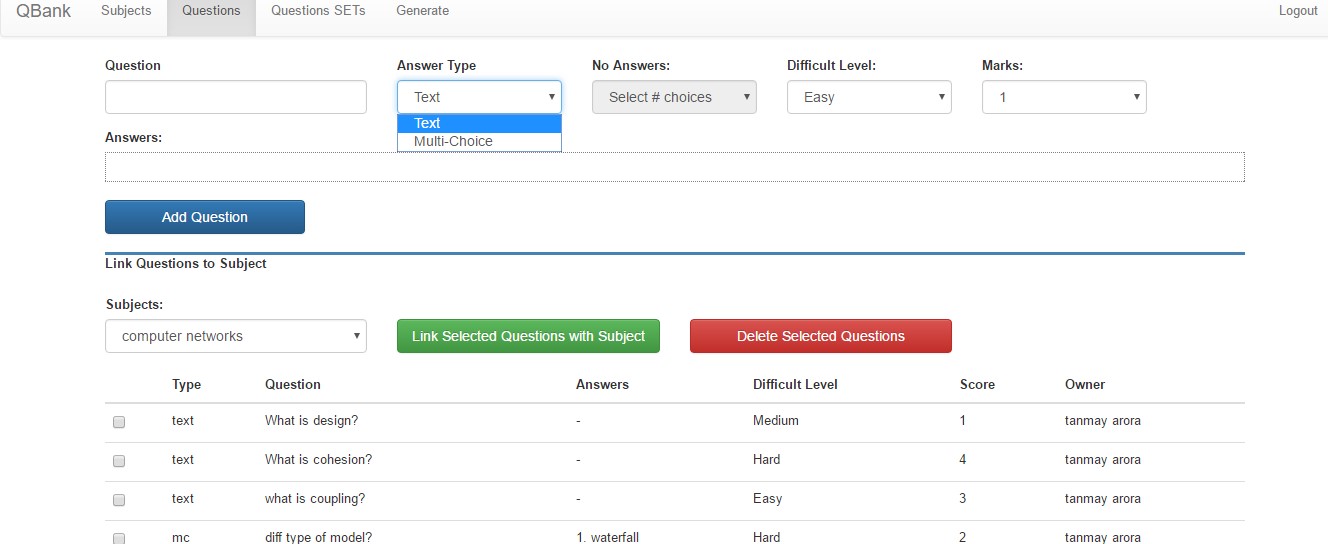 QBank Subjects Questions Questions SETs Generate Logout
Question Answer Type No Answers: Difficult Level: Marks:
Text Select # choices Easy 1
Text
Multi-Choice
Answers:
Add Question
Link Questions to Subject
Subjects:
computer networks Link Selected Questions with Subject Delete Selected Questions
Type Question Answers Difficult Level Score Owner
text What is design? - Medium 1 tanmay arora
text What is cohesion? - Hard 4 tanmay arora
text what is coupling? - Easy 3 tanmay arora
mc diff type of model? 1. waterfall Hard 2 tanmay arora